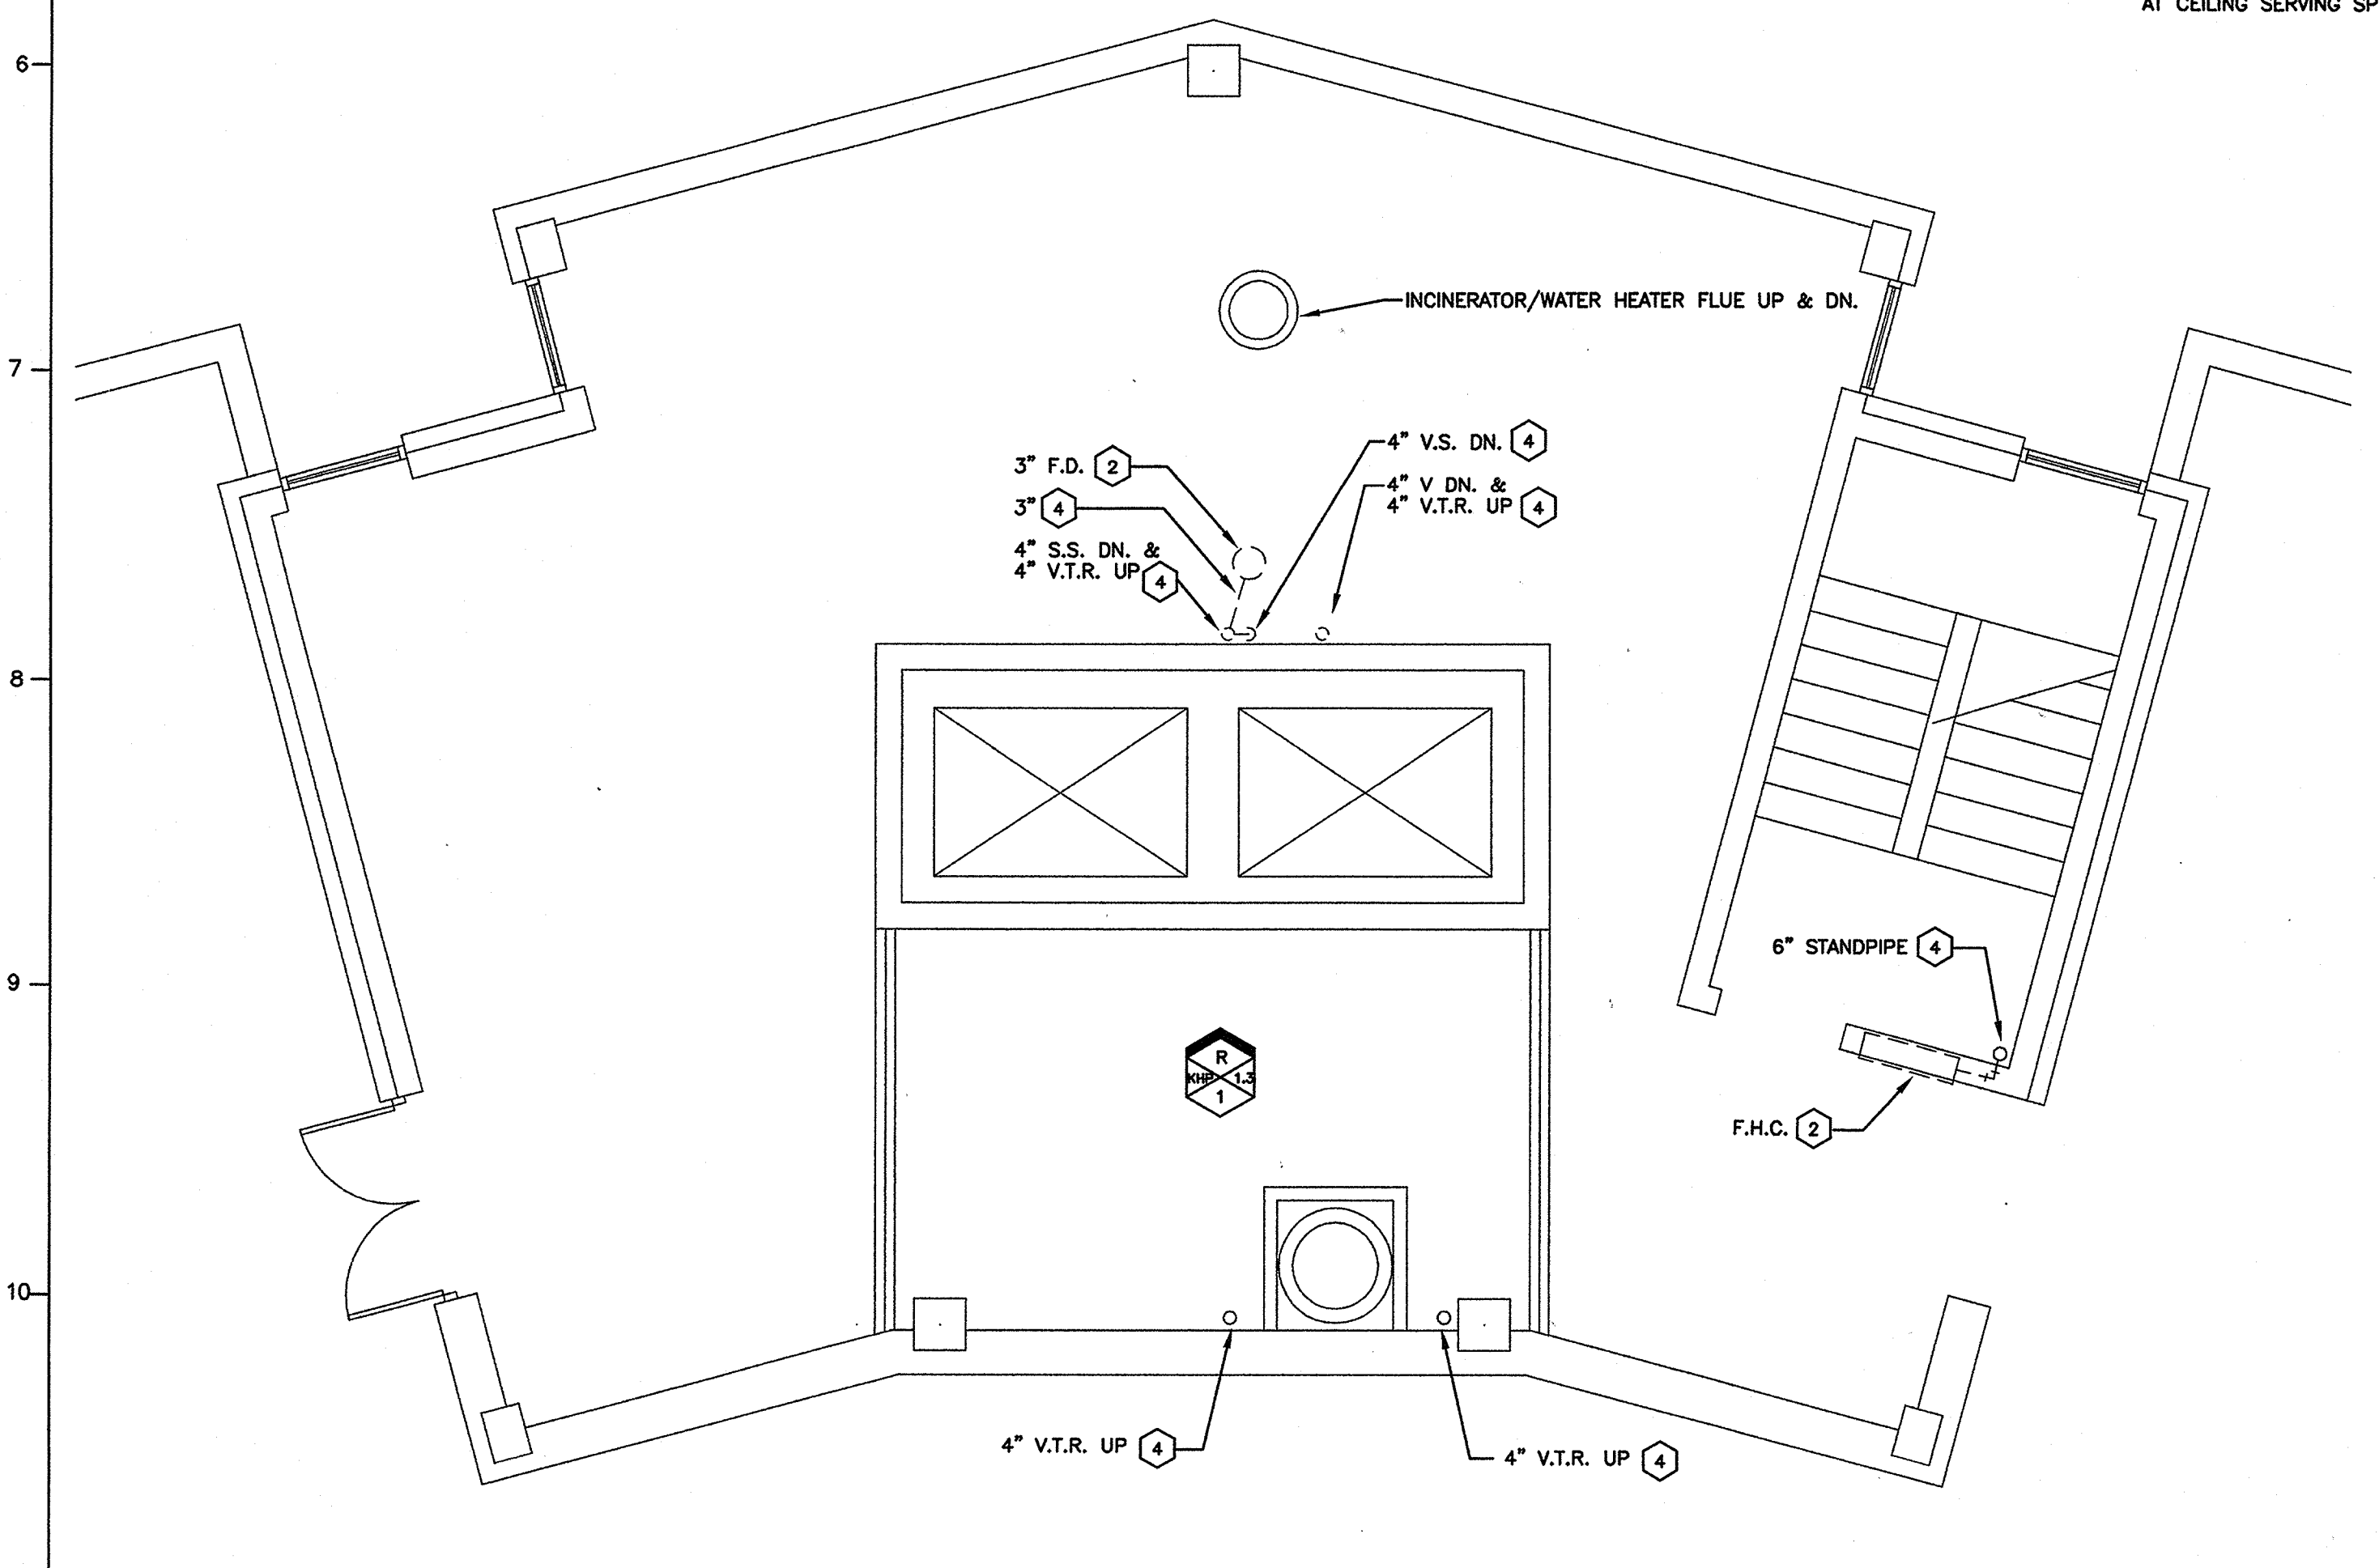 AT CEILING SERVING SP
6
INCINERATOR/WATER HEATER FLUE UP & DN.
7
3" F.D. 2
3" 4
4" S.S. DN. &
4" V.T.R. UP 4
4" V.S. DN. 4
4" V DN. &
4" V.T.R. UP 4
8
9
6" STANDPIPE 4
R
KHP 1.3
1
F.H.C. 2
10
4" V.T.R. UP 4
4" V.T.R. UP 4